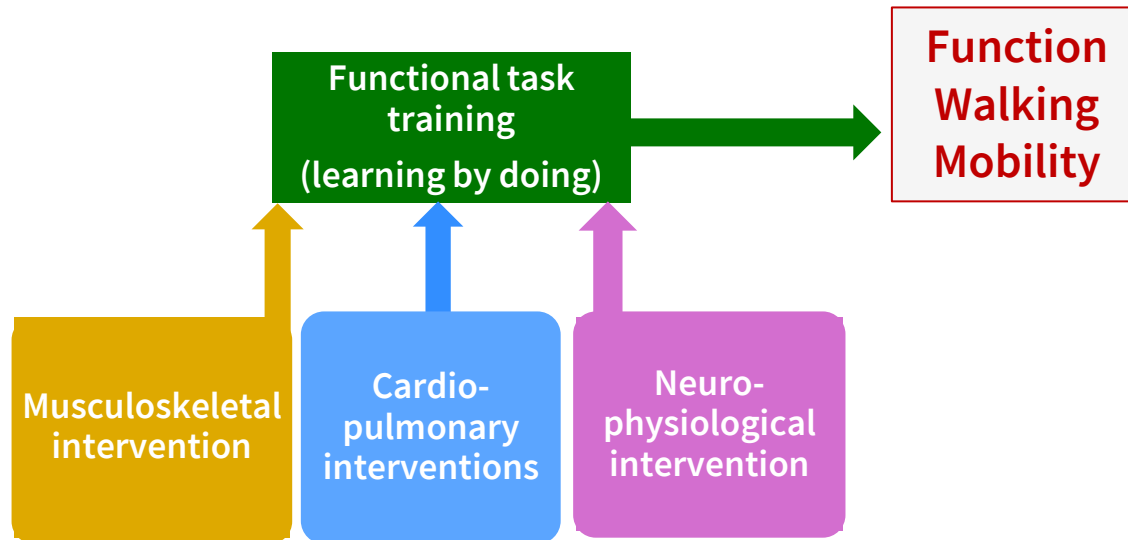 Functional task
training
(learning by doing)
Function
Walking
Mobility
Musculoskeletal
intervention
Cardio-
pulmonary
interventions
Neuro-
physiological
intervention